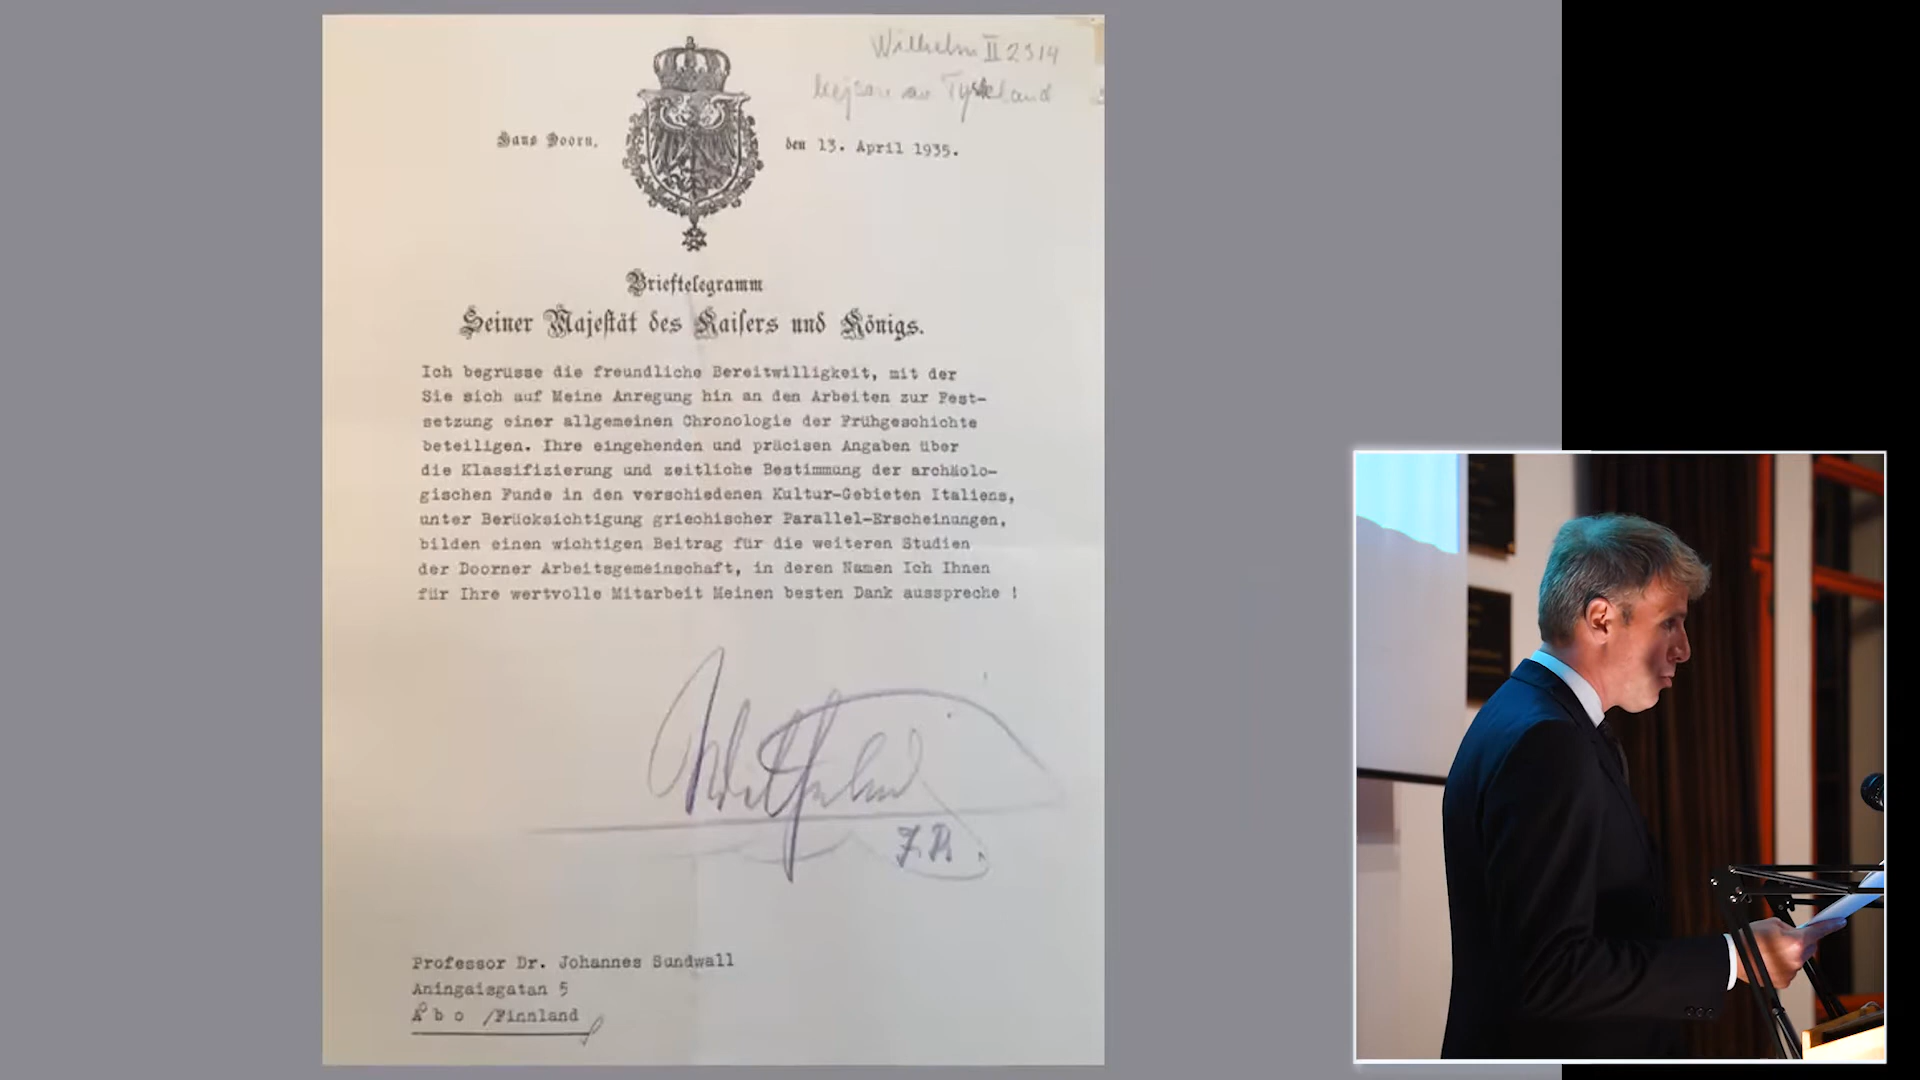 Wilhelm II 2314
Kejsare av Tyskland
Haus Doorn,
den 13. April 1935.
Brieftelegramm
Seiner Majestät des Kaisers und Königs.
Ich begrüsse die freundliche Bereitwilligkeit, mit der
Sie sich auf Meine Anregung hin an den Arbeiten zur Fest-
setzung einer allgemeinen Chronologie der Frühgeschichte
beteiligen. Ihre eingehenden und präcisen Angaben über
die Klassifizierung und zeitliche Bestimmung der archäolo-
gischen Funde in den verschiedenen Kultur-Gebieten Italiens,
unter Berücksichtigung griechischer Parallel-Erscheinungen,
bilden einen wichtigen Beitrag für die weiteren Studien
der Doorner Arbeitsgemeinschaft, in deren Namen Ich Ihnen
für Ihre wertvolle Mitarbeit Meinen besten Dank ausspreche !
Wilhelm
I.R.
Professor Dr. Johannes Sundwall
Aningaisgatan 5
Åbo /Finnland